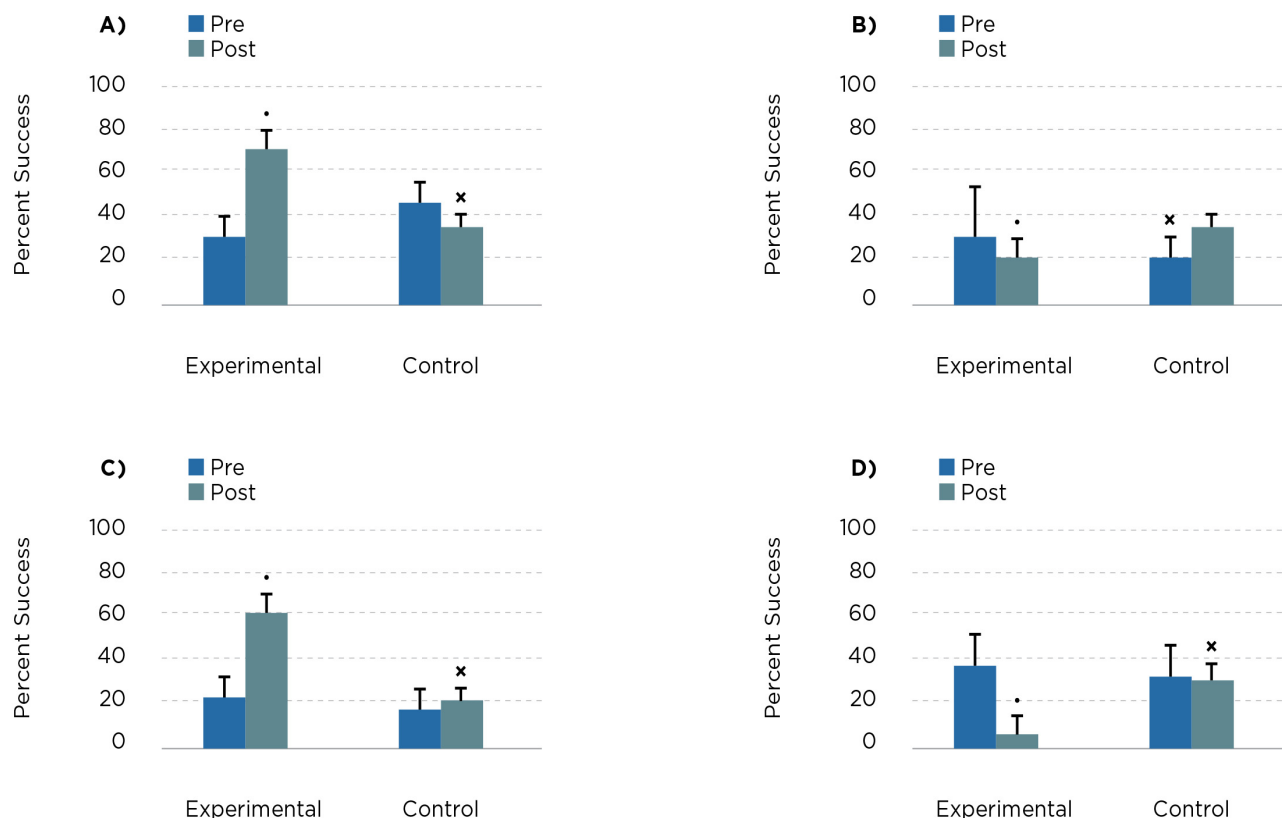 A)
Pre
Post
Percent Success
100
80
60
40
20
0
Experimental Control
B)
Pre
Post
Percent Success
100
80
60
40
20
0
Experimental Control
C)
Pre
Post
Percent Success
100
80
60
40
20
0
Experimental Control
D)
Pre
Post
Percent Success
100
80
60
40
20
0
Experimental Control